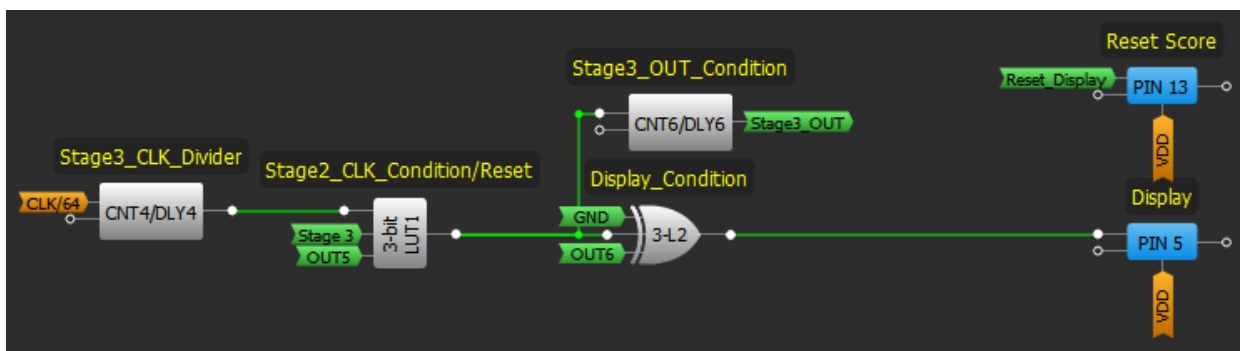 Reset Score
Stage3_OUT_Condition
Reset_Display
PIN 13
CNT6/DLY6
Stage3_OUT
VDD
Stage3_CLK_Divider
Stage2_CLK_Condition/Reset
Display_Condition
Display
CLK/64
CNT4/DLY4
3-bit
LUT1
GND
Stage 3
3-L2
PIN 5
OUT5
OUT6
VDD